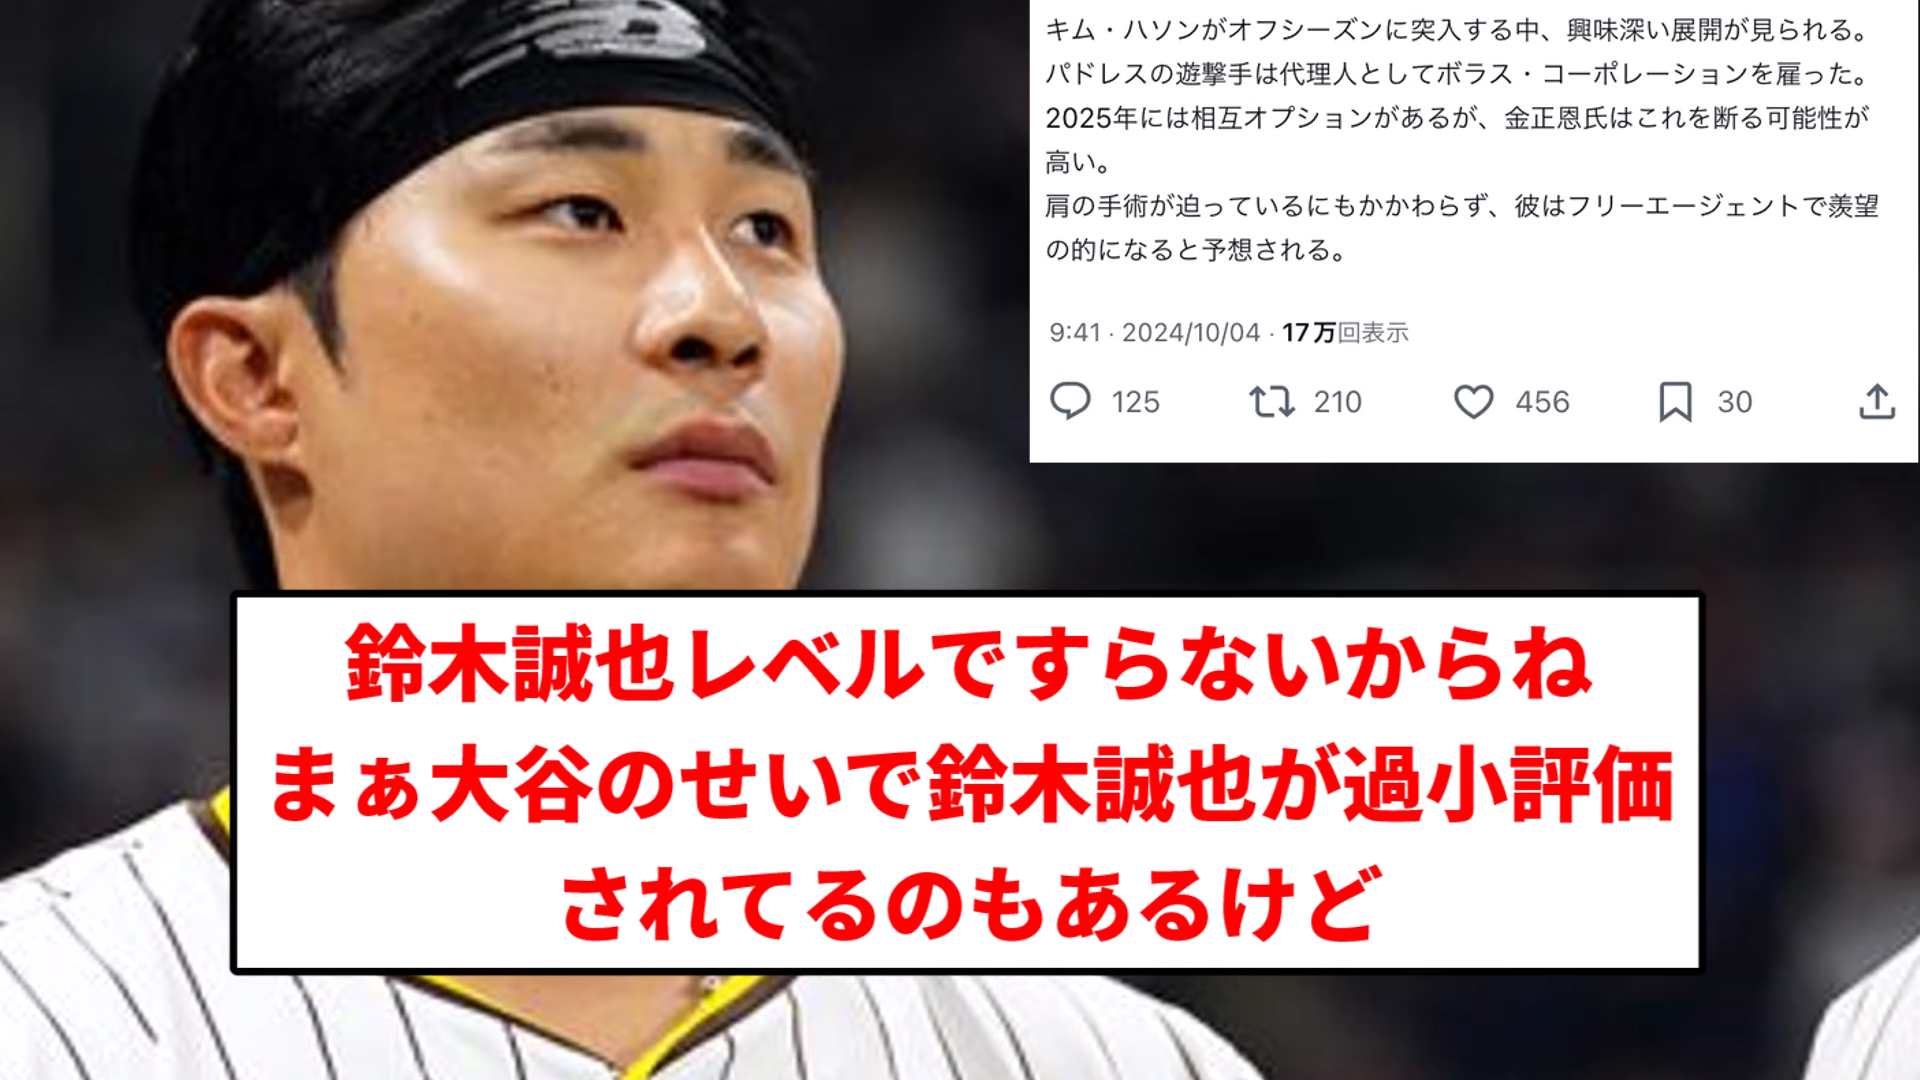 キム・ハソンがオフシーズンに突入する中、興味深い展開が見られる。
パドレスの遊撃手は代理人としてボラス・コーポレーションを雇った。
2025年には相互オプションがあるが、金正恩氏はこれを断る可能性が
高い。
肩の手術が迫っているにもかかわらず、彼はフリーエージェントで羨望
の的になると予想される。
9:41 · 2024/10/04 · 17万回表示
125 210 456 30
鈴木誠也レベルですらないからね
まぁ大谷のせいで鈴木誠也が過小評価
されてるのもあるけど